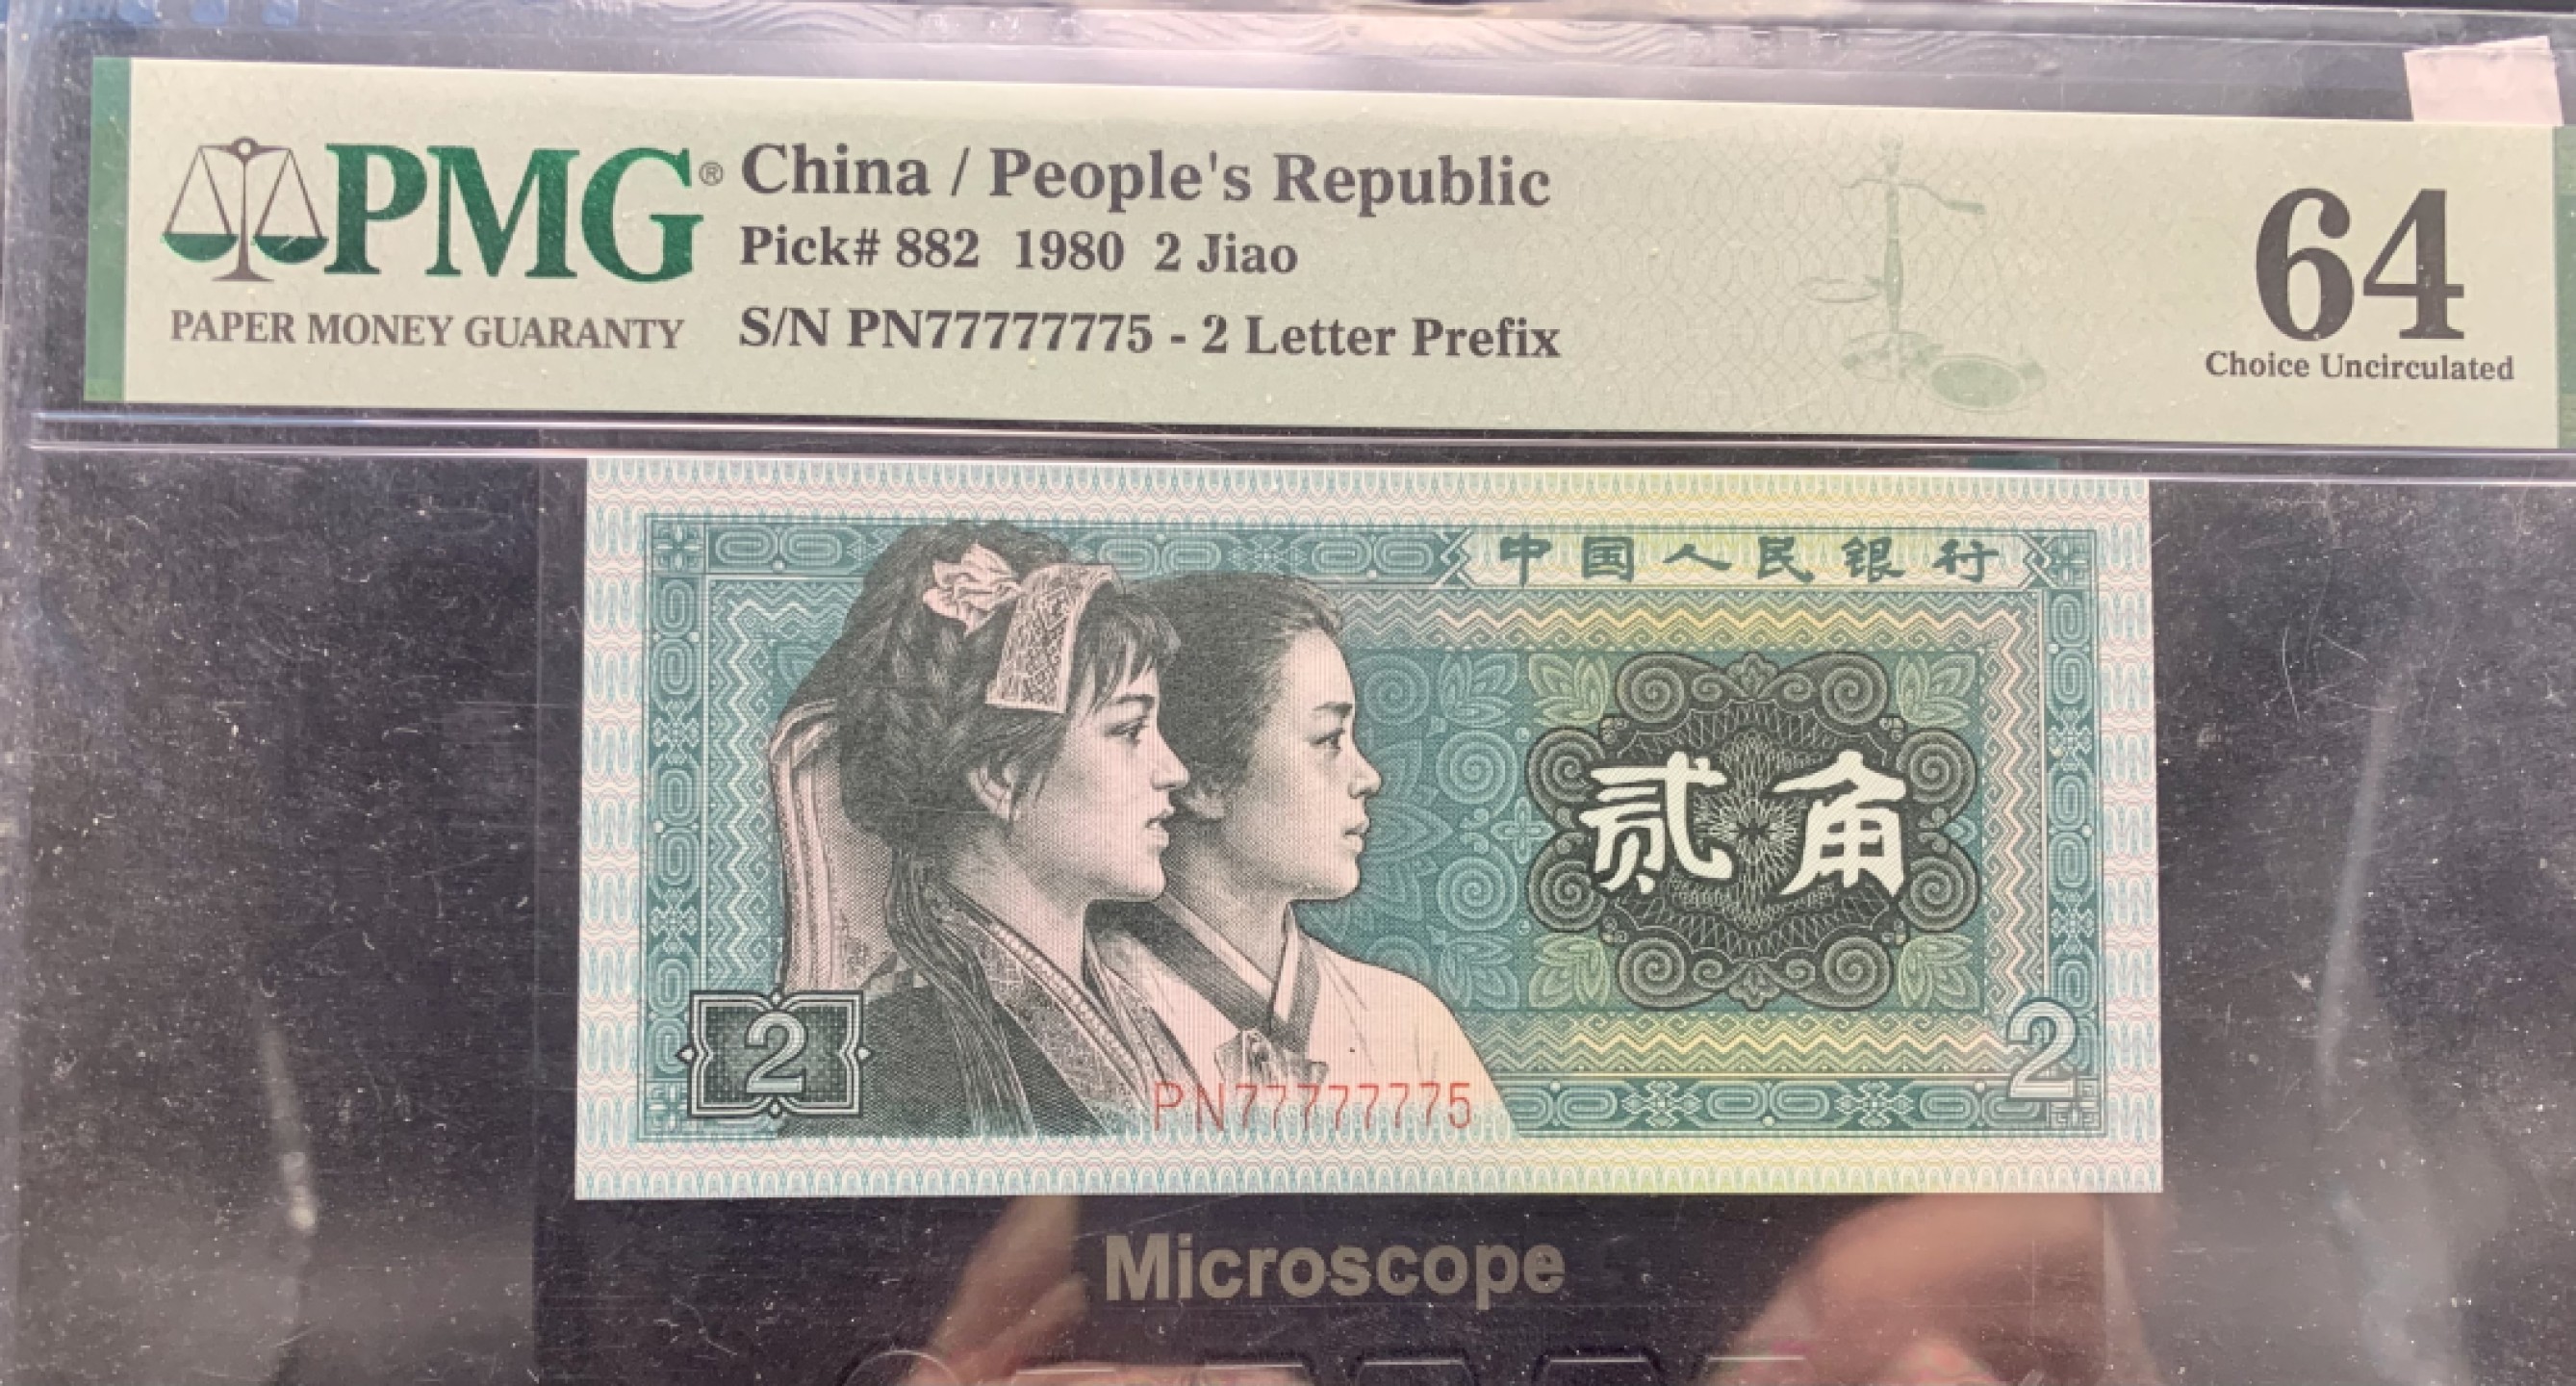 PMG®
PAPER MONEY GUARANTY
China / People's Republic
Pick# 882 1980 2 Jiao
S/N PN77777775 - 2 Letter Prefix
64
Choice Uncirculated
中国人民银行
贰角
2
2
PN77777775
Microscope